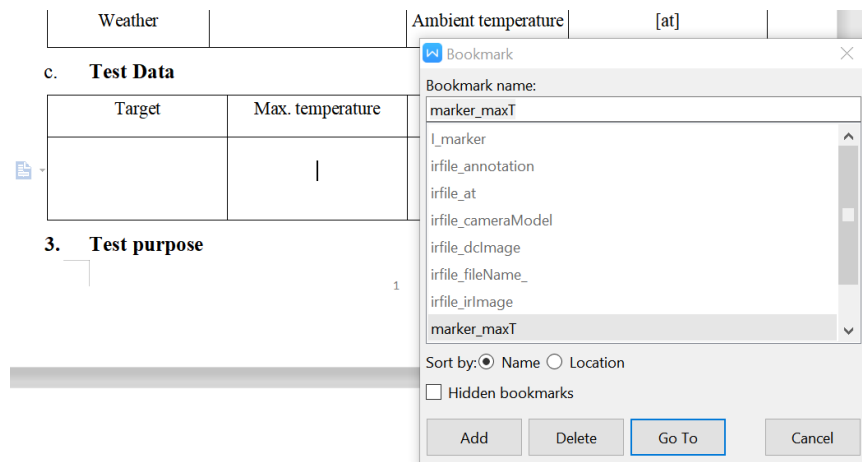 Weather Ambient temperature [at]
Bookmark
c. Test Data
Bookmark name:
Target Max. temperature
marker_maxT
I_marker
irfile_annotation
irfile_at
irfile_cameraModel
irfile_dcImage
irfile_fileName_
irfile_irImage
marker_maxT
3. Test purpose
1
Sort by: Name Location
Hidden bookmarks
Add Delete Go To Cancel